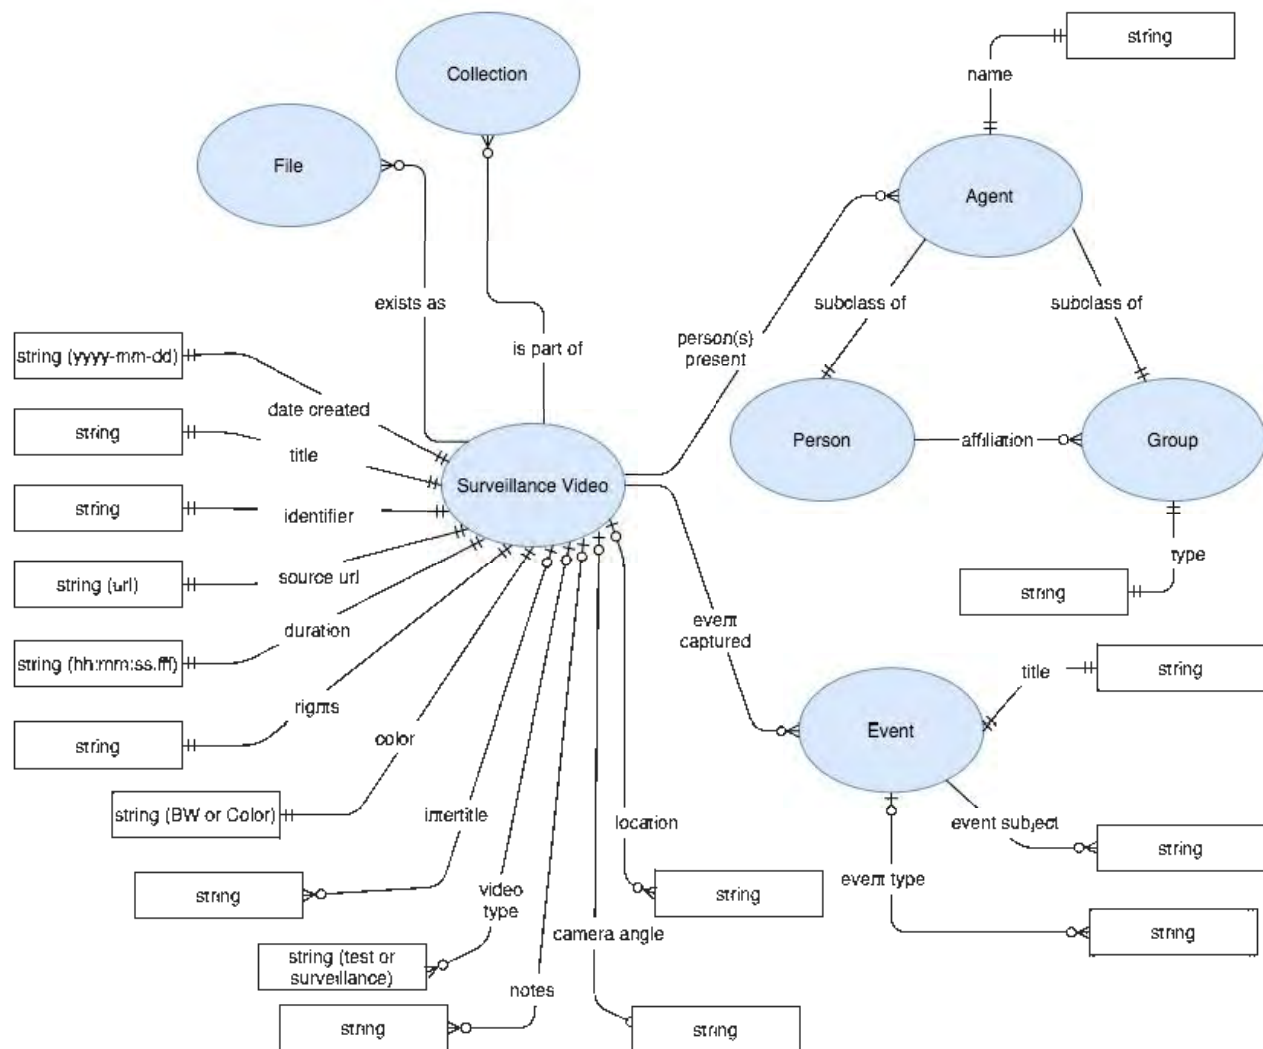 Collection
string
name
File
Agent
exists as
is part of
person(s)
present
subclass of
subclass of
string (yyyy-mm-dd)
date created
string
title
Person
affiliation
Group
Surveillance Video
string
identifier
string (url)
source url
type
string
duration
string (hh:mm:ss.fff)
event
captured
title
string
rights
string
color
Event
string (BW or Color)
intertitle
location
event subject
string
string
video
type
string
event type
camera angle
string
string (test or
surveillance)
notes
string
string